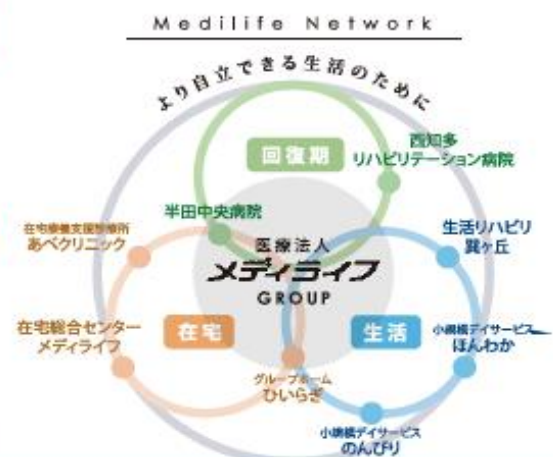 Medilife Network
より自立できる生活のために
回復期
西知多
リハビリテーション病院
半田中央病院
在宅療養支援診療所
あべクリニック
医療法人
メディライフ
GROUP
生活リハビリ
巽ヶ丘
在宅総合センター
メディライフ
在宅
生活
小規模デイサービス
ほんわか
グループホーム
ひいらぎ
小規模デイサービス
のんびり